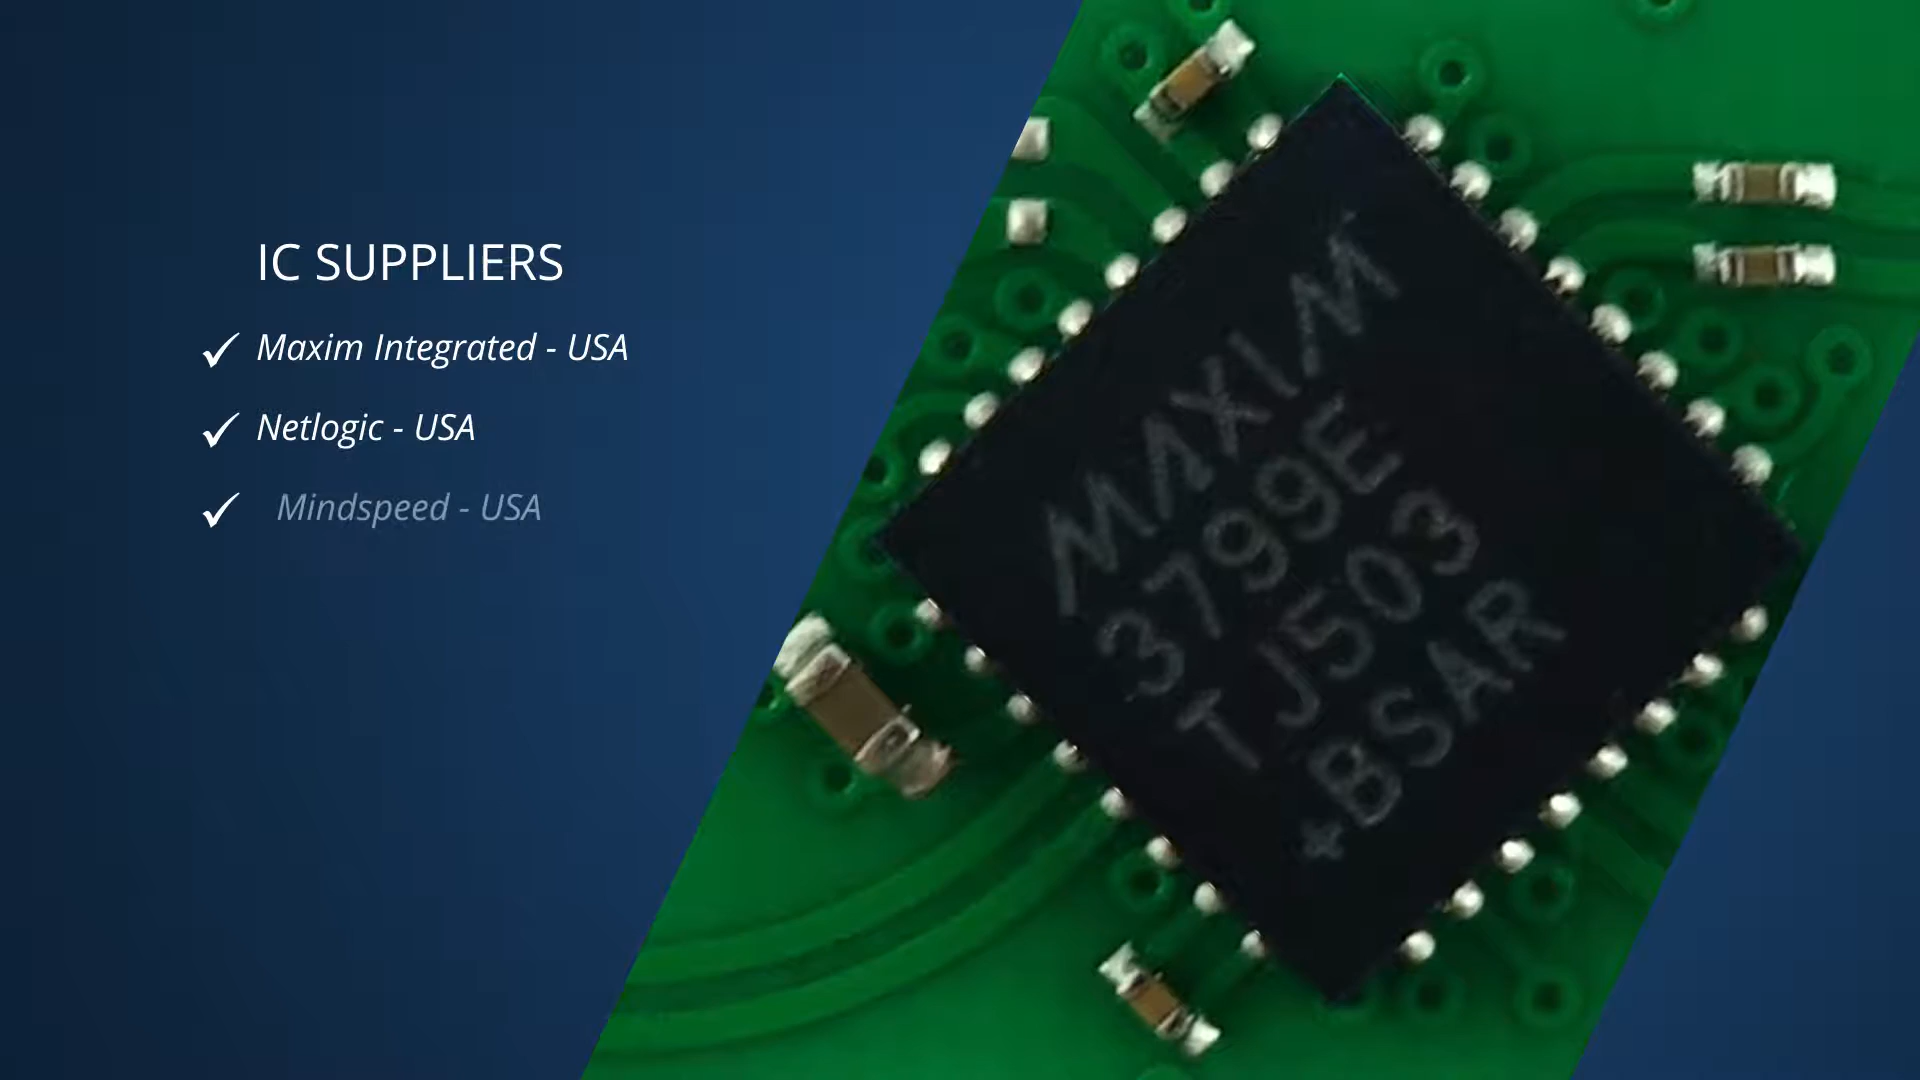 IC SUPPLIERS
Maxim Integrated - USA
Netlogic - USA
Mindspeed - USA
MAXIM
3799E
TJ503
+BSAR